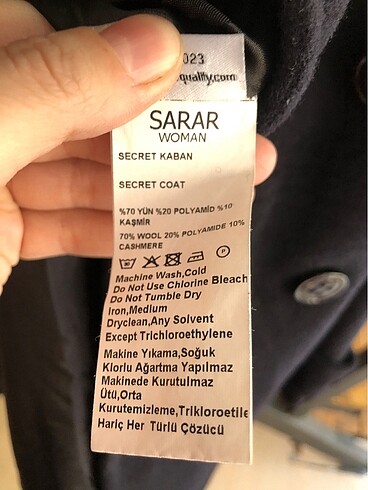 023
quality.com
SARAR
WOMAN
SECRET KABAN
SECRET COAT
%70 YÜN %20 POLYAMİD %10
KAŞMİR
70% WOOL 20% POLYAMIDE 10%
CASHMERE
P
Machine Wash,Cold
Do Not Use Chlorine Bleach
Do Not Tumble Dry
Iron,Medium
Dryclean,Any Solvent
Except Trichloroethylene
Makine Yıkama,Soğuk
Klorlu Ağartma Yapılmaz
Makinede Kurutulmaz
Ütü,Orta
Kurutemizleme,Trikloroetile
Hariç Her Türlü Çözücü